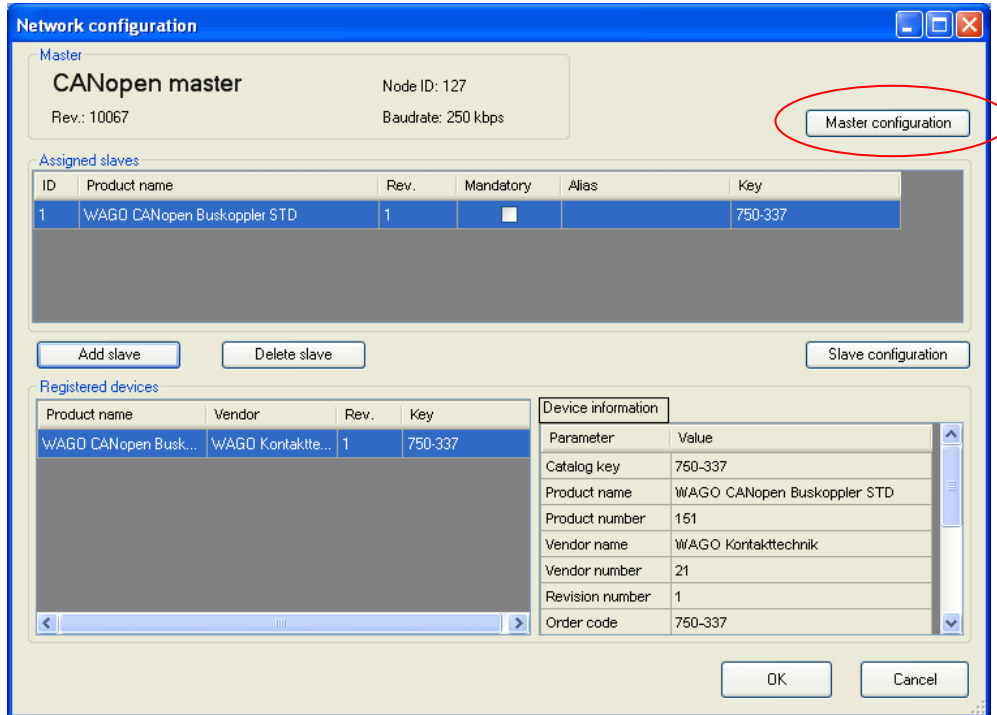 Network configuration
Master
CANopen master
Node ID: 127
Rev.: 10067
Baudrate: 250 kbps
Master configuration
Assigned slaves
ID Product name Rev. Mandatory Alias Key
1 WAGO CANopen Buskoppler STD 1 750-337
Add slave Delete slave Slave configuration
Registered devices
Product name Vendor Rev. Key
WAGO CANopen Busk... WAGO Kontaktte... 1 750-337
Device information
Parameter Value
Catalog key 750-337
Product name WAGO CANopen Buskoppler STD
Product number 151
Vendor name WAGO Kontakttechnik
Vendor number 21
Revision number 1
Order code 750-337
OK Cancel